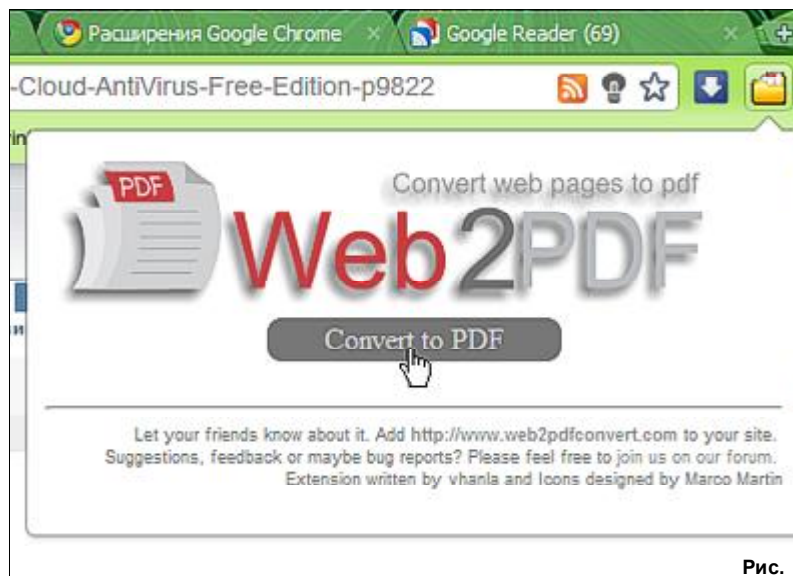 Расширения Google Chrome
Google Reader (69)
-Cloud-AntiVirus-Free-Edition-p9822
in
PDF
Convert web pages to pdf
Web2PDF
Convert to PDF
Let your friends know about it. Add http://www.web2pdfconvert.com to your site.
Suggestions, feedback or maybe bug reports? Please feel free to join us on our forum.
Extension written by vhanla and Icons designed by Marco Martin
Рис.